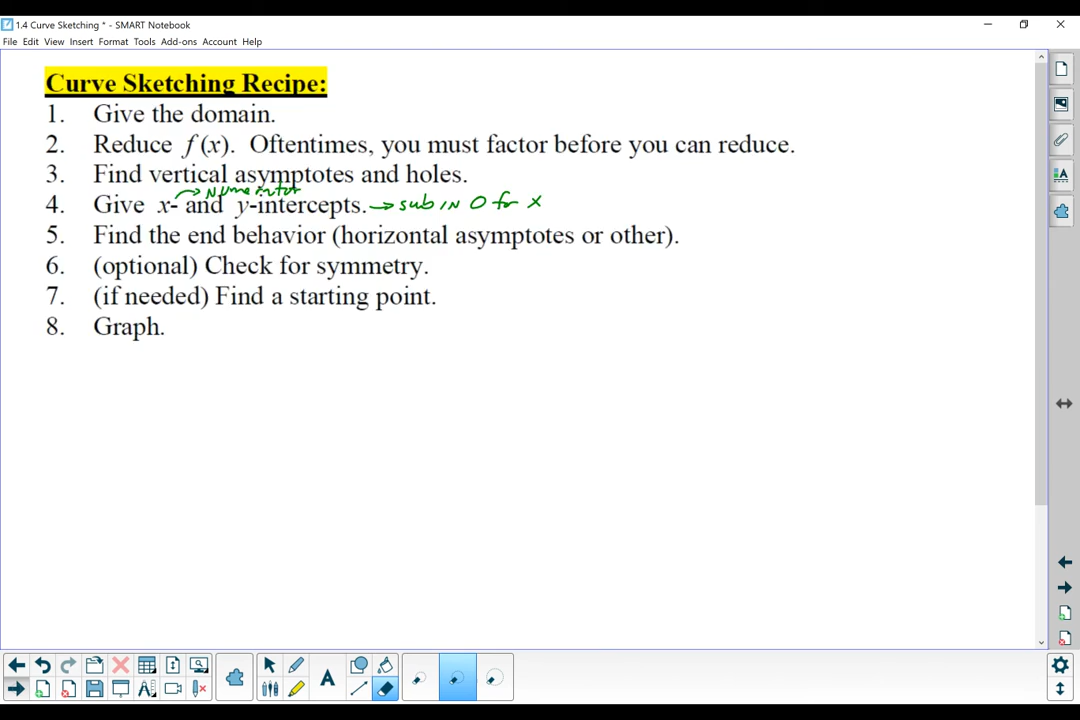 1.4 Curve Sketching * - SMART Notebook
File Edit View Insert Format Tools Add-ons Account Help
Curve Sketching Recipe:
1. Give the domain.
2. Reduce f(x). Oftentimes, you must factor before you can reduce.
3. Find vertical asymptotes and holes.
→ Numerator
4. Give x- and y-intercepts. → sub in 0 for x
5. Find the end behavior (horizontal asymptotes or other).
6. (optional) Check for symmetry.
7. (if needed) Find a starting point.
8. Graph.